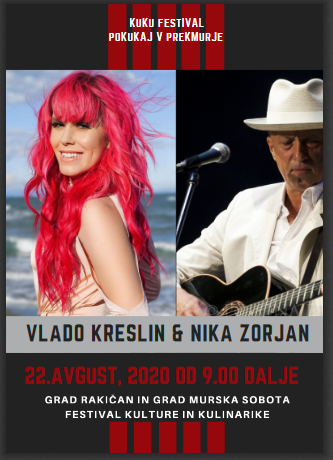 KuKu FESTIVAL
PoKuKAJ V PREKMURJE
VLADO KRESLIN & NIKA ZORJAN
22.AVGUST, 2020 OD 9.00 DALJE
GRAD RAKIČAN IN GRAD MURSKA SOBOTA
FESTIVAL KULTURE IN KULINARIKE